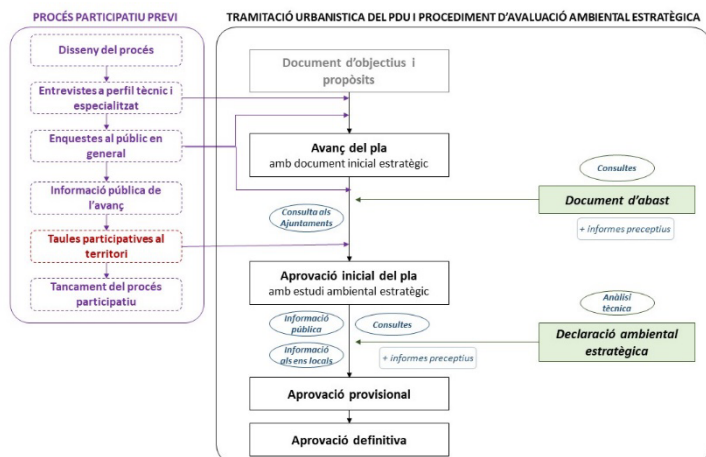 PROCÉS PARTICIPATIU PREVI
Disseny del procés
Entrevistes a perfil tècnic i
especialitzat
Enquestes al públic en
general
Informació pública de
l'avanç
Taules participatives al
territori
Tancament del procés
participatiu
TRAMITACIÓ URBANISTICA DEL PDU I PROCEDIMENT D'AVALUACIÓ AMBIENTAL ESTRATÈGICA
Document d'objectius i
propòsits
Avanç del pla
amb document inicial estratègic
Consultes
Document d'abast
Consulta als
Ajuntaments
+ informes preceptius
Aprovació inicial del pla
amb estudi ambiental estratègic
Informació
pública
Consultes
Anàlisi
tècnica
Declaració ambiental
estratègica
Informació
als ens locals
+ informes preceptius
Aprovació provisional
Aprovació definitiva